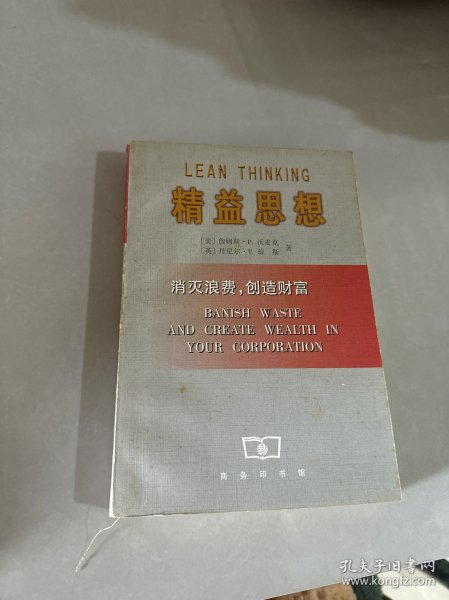 LEAN THINKING
精益思想
〔美〕詹姆斯·P. 沃麦克
〔英〕丹尼尔·T. 琼 斯 著
消灭浪费,创造财富
BANISH WASTE
AND CREATE WEALTH IN
YOUR CORPORATION
商务印书馆
孔夫子旧书网
www.kongfz.com